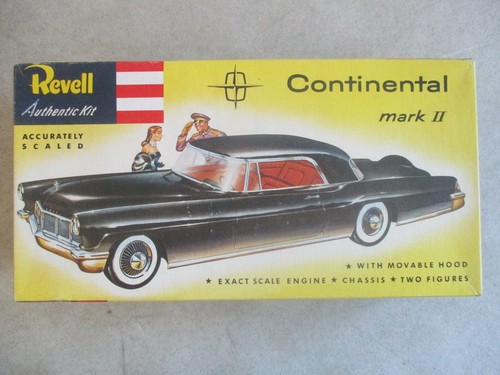 Revell
Authentic Kit
ACCURATELY
SCALED
Continental
mark II
★ WITH MOVABLE HOOD
★ EXACT SCALE ENGINE ★ CHASSIS ★ TWO FIGURES